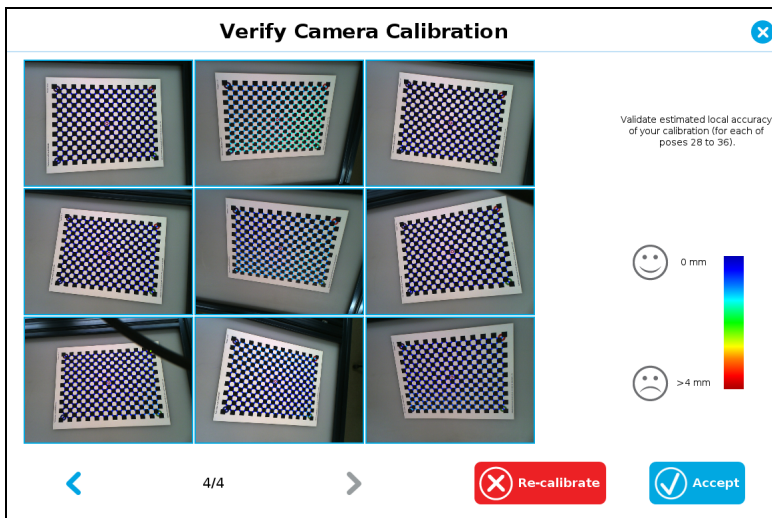 Verify Camera Calibration
Validate estimated local accuracy
of your calibration (for each of
poses 28 to 36).
0 mm
>4 mm
4/4
Re-calibrate
Accept